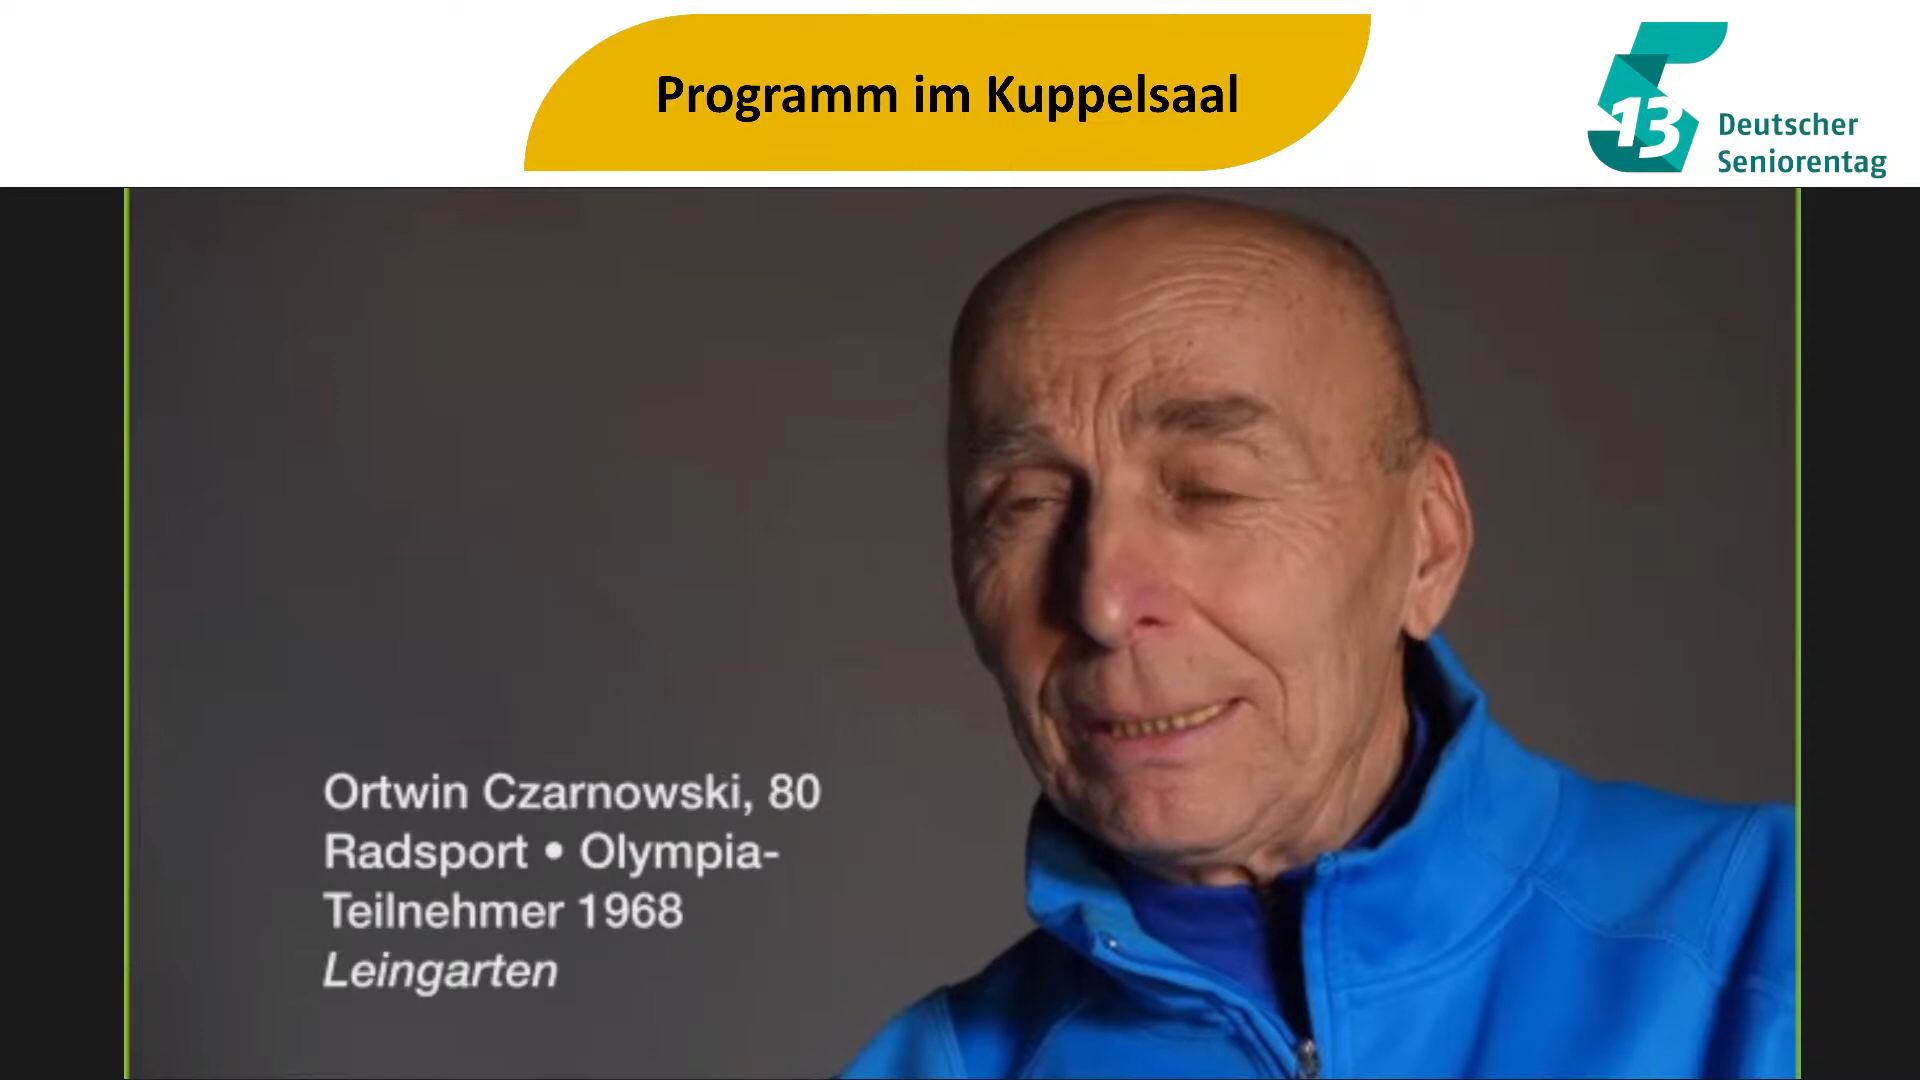 Programm im Kuppelsaal
13
Deutscher
Seniorentag
Ortwin Czarnowski, 80
Radsport • Olympia-
Teilnehmer 1968
Leingarten